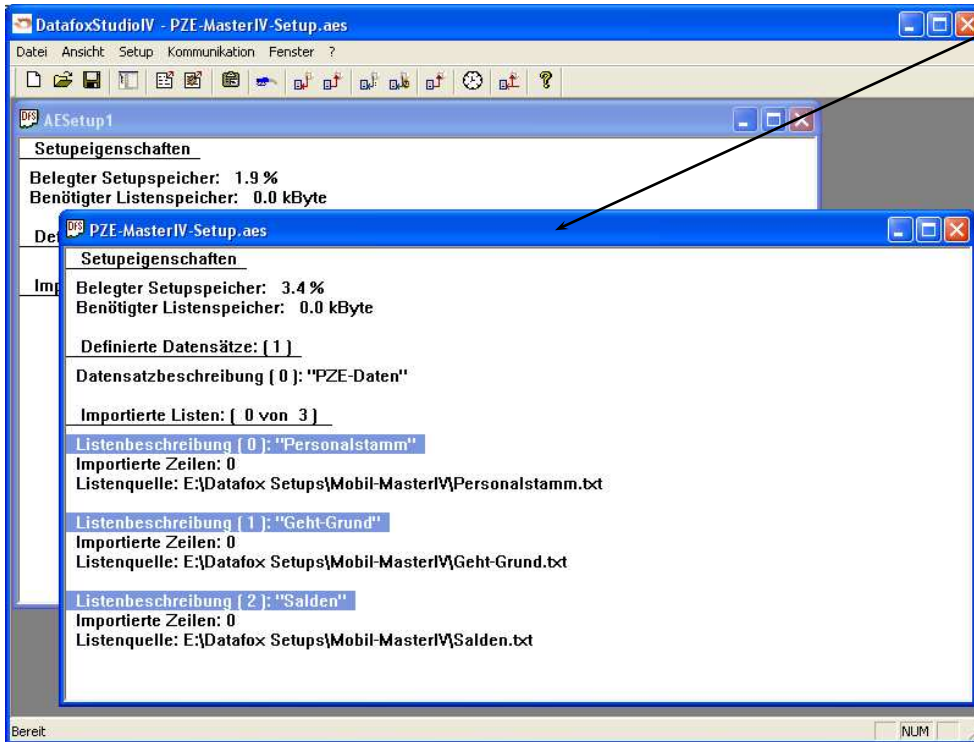 DatafoxStudioIV - PZE-MasterIV-Setup.aes
Datei Ansicht Setup Kommunikation Fenster ?
DFS AESetup1
Setupeigenschaften
Belegter Setupspeicher: 1.9 %
Benötigter Listenspeicher: 0.0 kByte
Def
Imp
DFS PZE-MasterIV-Setup.aes
Setupeigenschaften
Belegter Setupspeicher: 3.4 %
Benötigter Listenspeicher: 0.0 kByte
Definierte Datensätze: ( 1 )
Datensatzbeschreibung ( 0 ): "PZE-Daten"
Importierte Listen: ( 0 von 3 )
Listenbeschreibung ( 0 ): "Personalstamm"
Importierte Zeilen: 0
Listenquelle: E:\Datafox Setups\Mobil-MasterIV\Personalstamm.txt
Listenbeschreibung ( 1 ): "Geht-Grund"
Importierte Zeilen: 0
Listenquelle: E:\Datafox Setups\Mobil-MasterIV\Geht-Grund.txt
Listenbeschreibung ( 2 ): "Salden"
Importierte Zeilen: 0
Listenquelle: E:\Datafox Setups\Mobil-MasterIV\Salden.txt
Bereit NUM